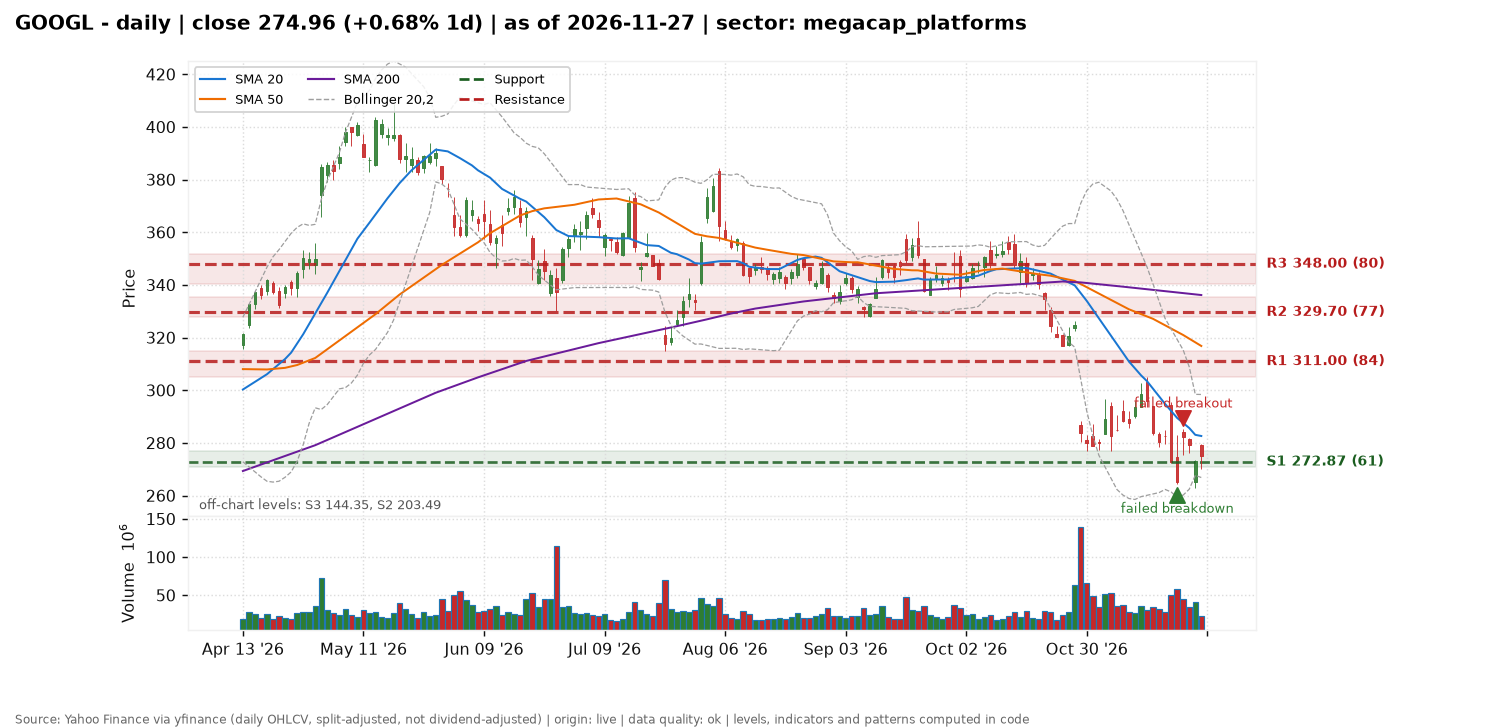 GOOGL - daily | close 274.96 (+0.68% 1d) | as of 2026-11-27 | sector: megacap_platforms
SMA 20
SMA 50
SMA 200
Bollinger 20,2
Support
Resistance
Price
420
400
380
360
340
320
300
280
260
R3 348.00 (80)
R2 329.70 (77)
R1 311.00 (84)
S1 272.87 (61)
failed breakout
failed breakdown
off-chart levels: S3 144.35, S2 203.49
Volume 10⁶
150
100
50
Apr 13 '26
May 11 '26
Jun 09 '26
Jul 09 '26
Aug 06 '26
Sep 03 '26
Oct 02 '26
Oct 30 '26
Source: Yahoo Finance via yfinance (daily OHLCV, split-adjusted, not dividend-adjusted) | origin: live | data quality: ok | levels, indicators and patterns computed in code